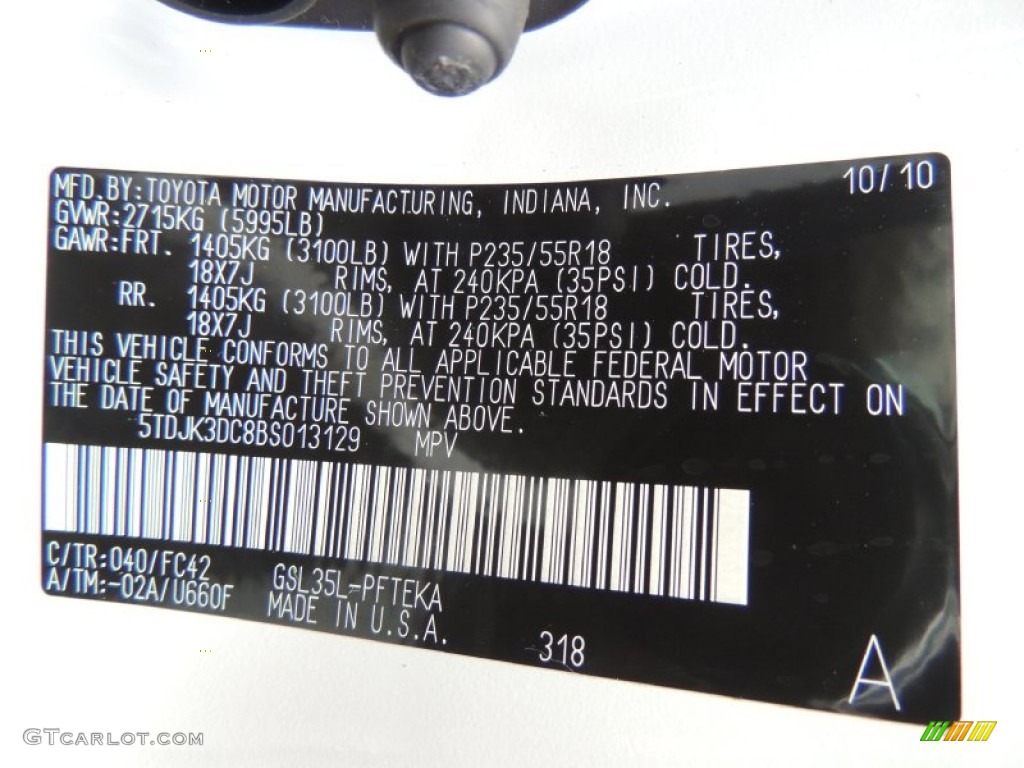 MFD. BY: TOYOTA MOTOR MANUFACTURING, INDIANA, INC. 10/10
GVWR: 2715KG (5995LB)
GAWR: FRT. 1405KG (3100LB) WITH P235/55R18 TIRES,
18X7J RIMS, AT 240KPA (35PSI) COLD.
RR. 1405KG (3100LB) WITH P235/55R18 TIRES,
18X7J RIMS, AT 240KPA (35PSI) COLD.
THIS VEHICLE CONFORMS TO ALL APPLICABLE FEDERAL MOTOR
VEHICLE SAFETY AND THEFT PREVENTION STANDARDS IN EFFECT ON
THE DATE OF MANUFACTURE SHOWN ABOVE.
5TDJK3DC8BS013129 MPV
C/TR: 040/FC42 GSL35L-PFTEKA
A/TM: -02A/U660F MADE IN U.S.A.
318
A
GTCarLot.com